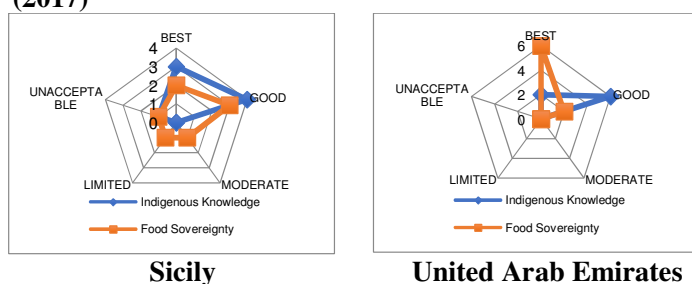 (2017)
BEST
4
3
2
1
0
GOOD
UNACCEPTA
BLE
LIMITED
MODERATE
Indigenous Knowledge
Food Sovereignty
Sicily
BEST
6
4
2
0
GOOD
UNACCEPTA
BLE
LIMITED
MODERATE
Indigenous Knowledge
Food Sovereignty
United Arab Emirates